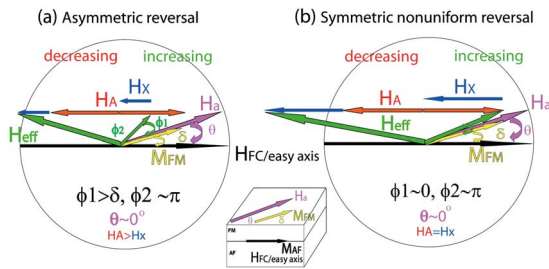 (a) Asymmetric reversal
decreasing
increasing
Hx
HA
Ha
Heff
ϕ2
ϕ1
δ
θ
MFM
HFC/easy axis
ϕ1>δ, ϕ2 ~π
θ~0°
HA>Hx
(b) Symmetric nonuniform reversal
decreasing
increasing
Hx
HA
Ha
Heff
δ
θ
MFM
ϕ1~0, ϕ2~π
θ~0°
HA=Hx
Ha
MFM
θ
δ
FM
MAF
AF
HFC/easy axis